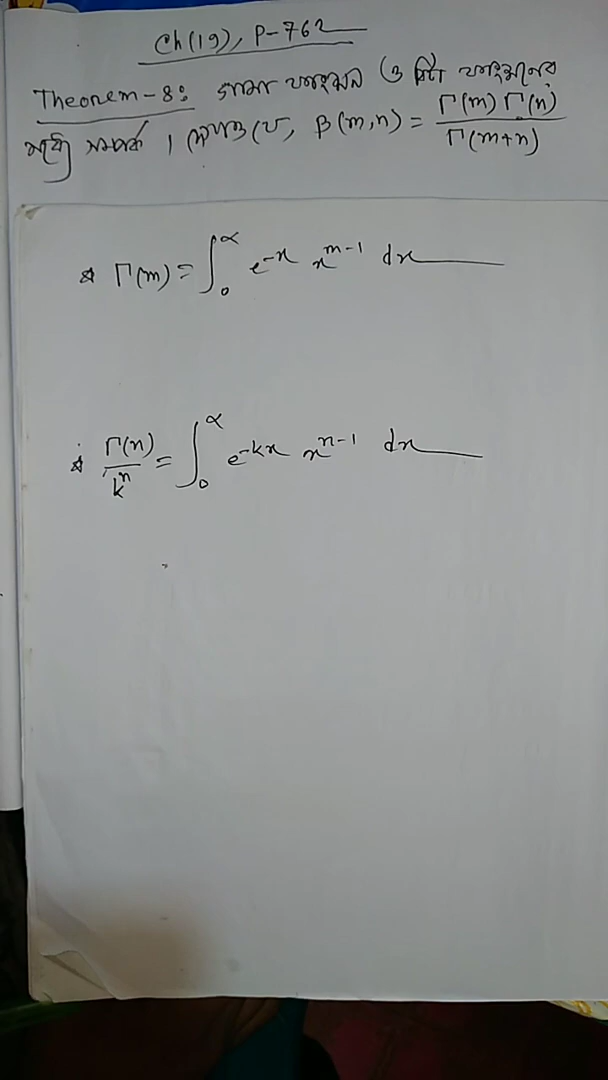 Ch(19), P-762
Theorem-8: গামা ফাংশন ও বিটা ফাংশনের
মধ্যে সম্পর্ক । দেখাও যে, β(m,n) = Γ(m) Γ(n) / Γ(m+n)
Γ(m) = ∫₀^α e^-x x^m-1 dx
Γ(n) / k^n = ∫₀^α e^-kx x^n-1 dx